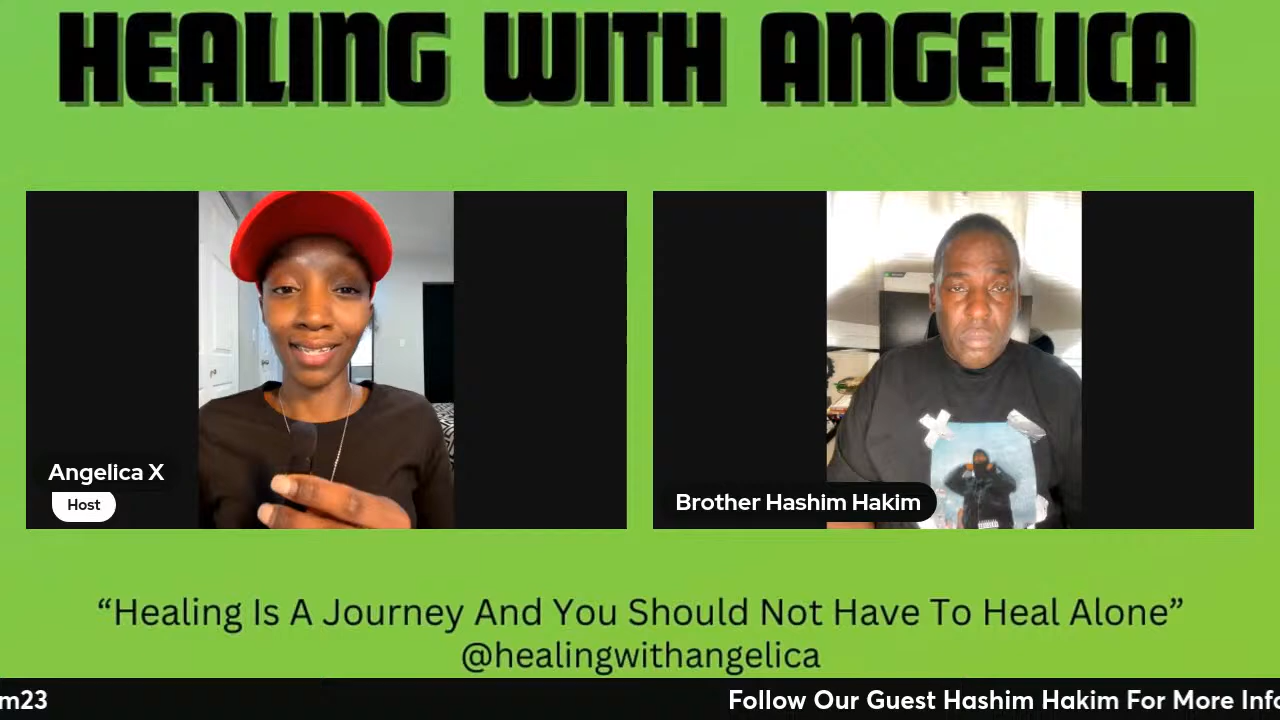 HEALING WITH ANGELICA
Angelica X
Host
Brother Hashim Hakim
“Healing Is A Journey And You Should Not Have To Heal Alone”
@healingwithangelica
m23 Follow Our Guest Hashim Hakim For More Info